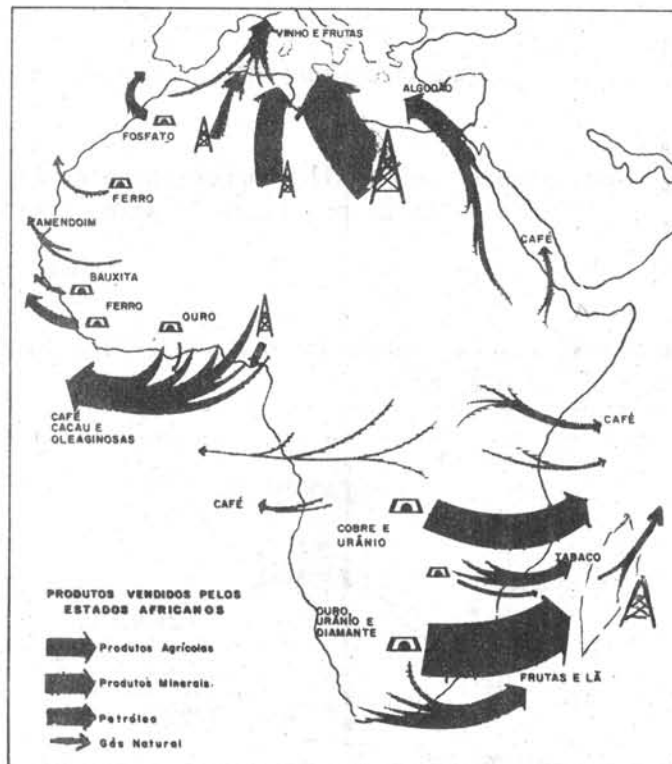 VINHO E FRUTAS
ALGODÃO
FOSFATO
FERRO
AMENDOIM
CAFÉ
BAUXITA
FERRO
OURO
CAFÉ
CACAU E
OLEAGINOSAS
CAFÉ
CAFÉ
COBRE E
URÂNIO
TABACO
OURO,
URÂNIO E
DIAMANTE
FRUTAS E LÃ
PRODUTOS VENDIDOS PELOS
ESTADOS AFRICANOS
Produtos Agrícolas
Produtos Minerais.
Petróleo
Gás Natural